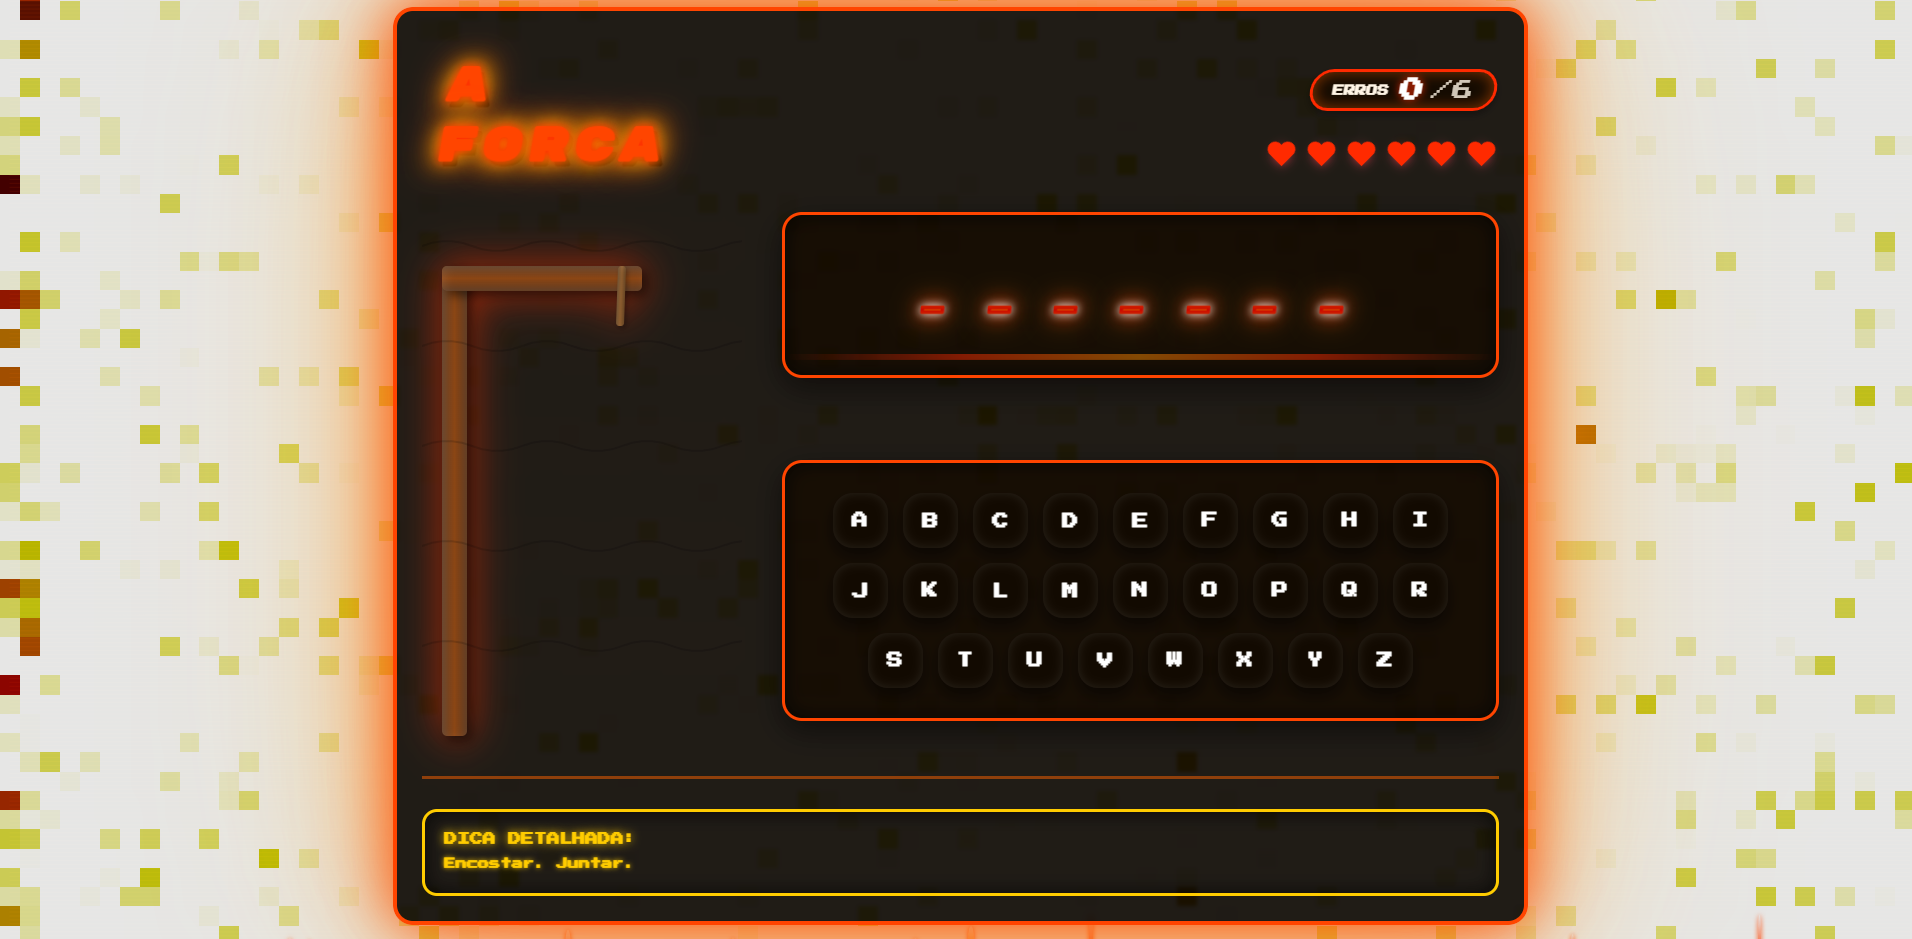 A
FORCA
ERROS 0 /6
_ _ _ _ _ _ _
A B C D E F G H I
J K L M N O P Q R
S T U V W X Y Z
DICA DETALHADA:
Encostar. Juntar.